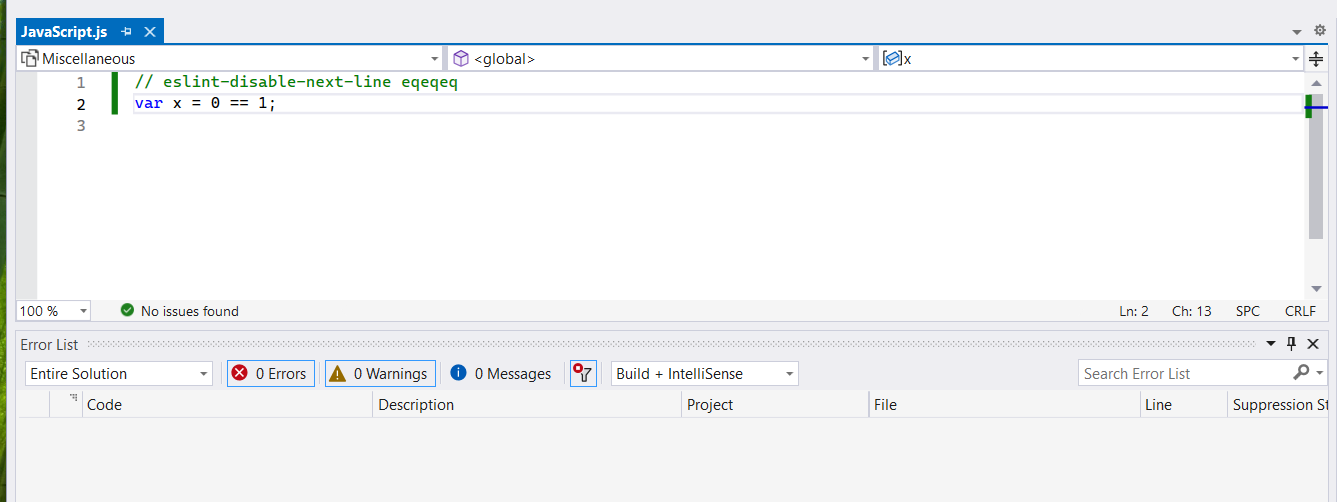 JavaScript.js
Miscellaneous <global> x
1 // eslint-disable-next-line eqeqeq
2 var x = 0 == 1;
3
100 % No issues found Ln: 2 Ch: 13 SPC CRLF
Error List
Entire Solution 0 Errors 0 Warnings 0 Messages Build + IntelliSense Search Error List
Code Description Project File Line Suppression St